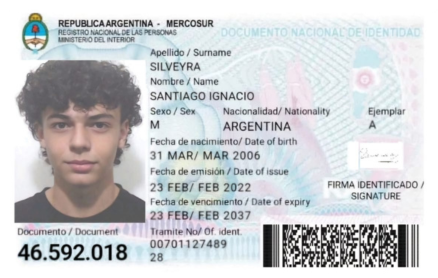 REPUBLICA ARGENTINA - MERCOSUR
REGISTRO NACIONAL DE LAS PERSONAS
MINISTERIO DEL INTERIOR
DOCUMENTO NACIONAL DE IDENTIDAD
Apellido / Surname
SILVEYRA
Nombre / Name
SANTIAGO IGNACIO
Sexo / Sex Nacionalidad/ Nationality Ejemplar
M ARGENTINA A
Fecha de nacimiento/ Date of birth
31 MAR/ MAR 2006
Fecha de emisión / Date of issue
23 FEB/ FEB 2022
FIRMA IDENTIFICADO /
SIGNATURE
Fecha de vencimiento / Date of expiry
23 FEB/ FEB 2037
Documento / Document
46.592.018
Tramite No/ Of. ident.
00701127489
28